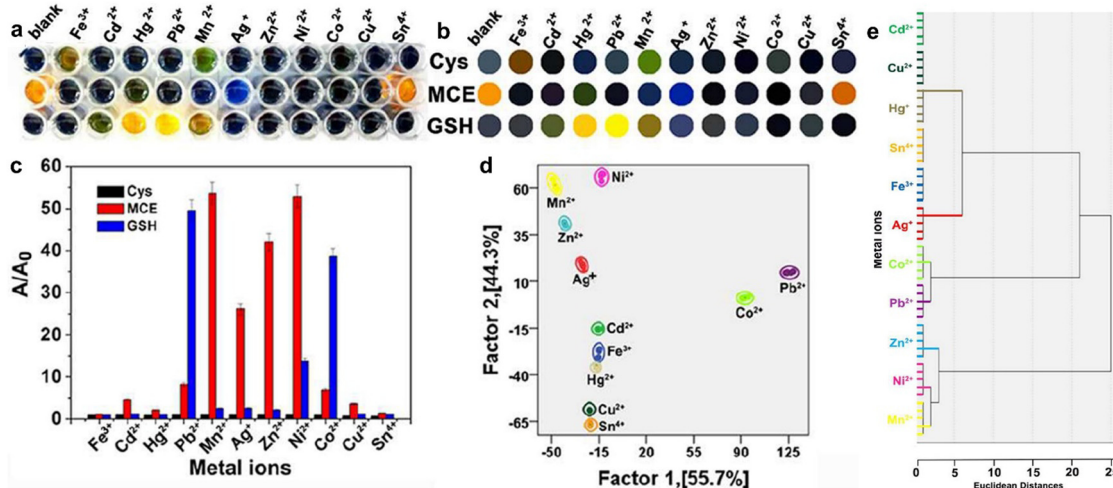 a
blank Fe³⁺ Cd²⁺ Hg²⁺ Pb²⁺ Mn²⁺ Ag⁺ Zn²⁺ Ni²⁺ Co²⁺ Cu²⁺ Sn⁴⁺
b
blank Fe³⁺ Cd²⁺ Hg²⁺ Pb²⁺ Mn²⁺ Ag⁺ Zn²⁺ Ni²⁺ Co²⁺ Cu²⁺ Sn⁴⁺
Cys
MCE
GSH
c
60
50
40
30
20
10
0
A/A₀
Cys
MCE
GSH
Fe³⁺ Cd²⁺ Hg²⁺ Pb²⁺ Mn²⁺ Ag⁺ Zn²⁺ Ni²⁺ Co²⁺ Cu²⁺ Sn⁴⁺
Metal ions
d
60
35
10
-15
-40
-65
Factor 2,[44.3%]
Mn²⁺
Ni²⁺
Zn²⁺
Ag⁺
Pb²⁺
Co²⁺
Cd²⁺
Fe³⁺
Hg²⁺
Cu²⁺
Sn⁴⁺
-50 -15 20 55 90 125
Factor 1,[55.7%]
e
Metal ions
Cd²⁺
Cu²⁺
Hg⁺
Sn⁴⁺
Fe³⁺
Ag⁺
Co²⁺
Pb²⁺
Zn²⁺
Ni²⁺
Mn²⁺
0 5 10 15 20 25
Euclidean Distances